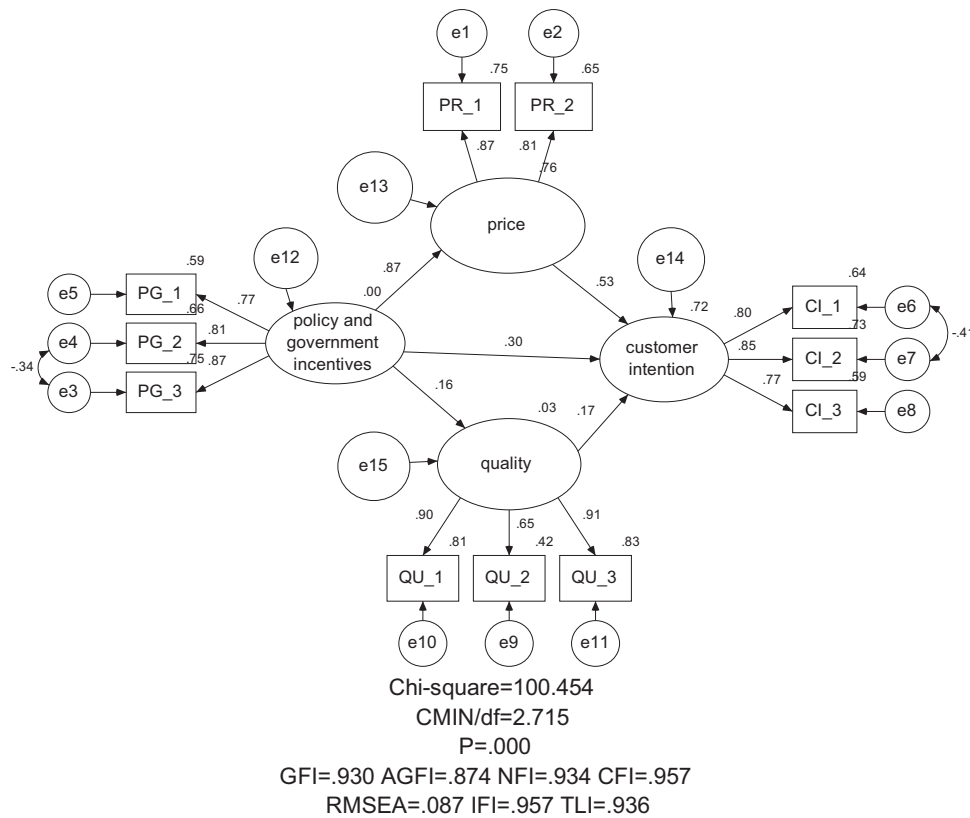 e1 e2
.75 .65
PR_1 PR_2
.87 .81
.76
e13
price
e12 e14
.59 .87 .53 .64
e5 PG_1 .77 .00 .72 .80 CI_1 e6
.66 .73
e4 PG_2 .81 policy and government incentives .30 customer intention .85 CI_2 e7
-.34 -.41
.75 .87 .77 .59
e3 PG_3 CI_3 e8
.16 .03 .17
e15 quality
.90 .65 .91
.81 .42 .83
QU_1 QU_2 QU_3
e10 e9 e11
Chi-square=100.454
CMIN/df=2.715
P=.000
GFI=.930 AGFI=.874 NFI=.934 CFI=.957
RMSEA=.087 IFI=.957 TLI=.936